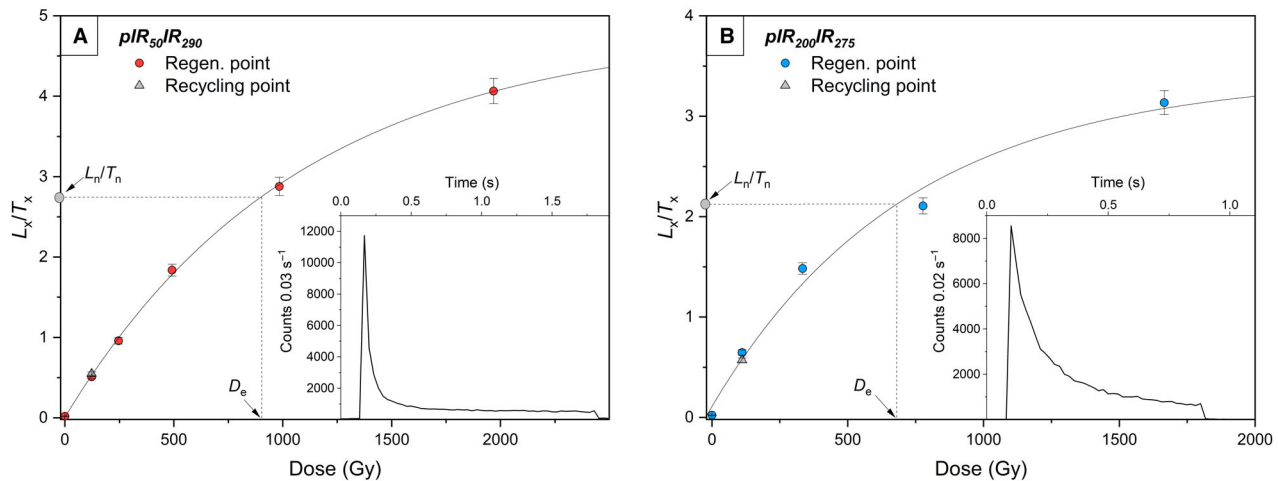 A
pIR50IR290
Regen. point
Recycling point
5
4
3
2
1
0
Lx/Tx
Ln/Tn
De
0
500
1000
1500
2000
Dose (Gy)
Time (s)
0.0
0.5
1.0
1.5
Counts 0.03 s−1
12000
10000
8000
6000
4000
2000
B
pIR200IR275
Regen. point
Recycling point
4
3
2
1
0
Lx/Tx
Ln/Tn
De
0
500
1000
1500
2000
Dose (Gy)
Time (s)
0.0
0.5
1.0
Counts 0.02 s−1
8000
6000
4000
2000